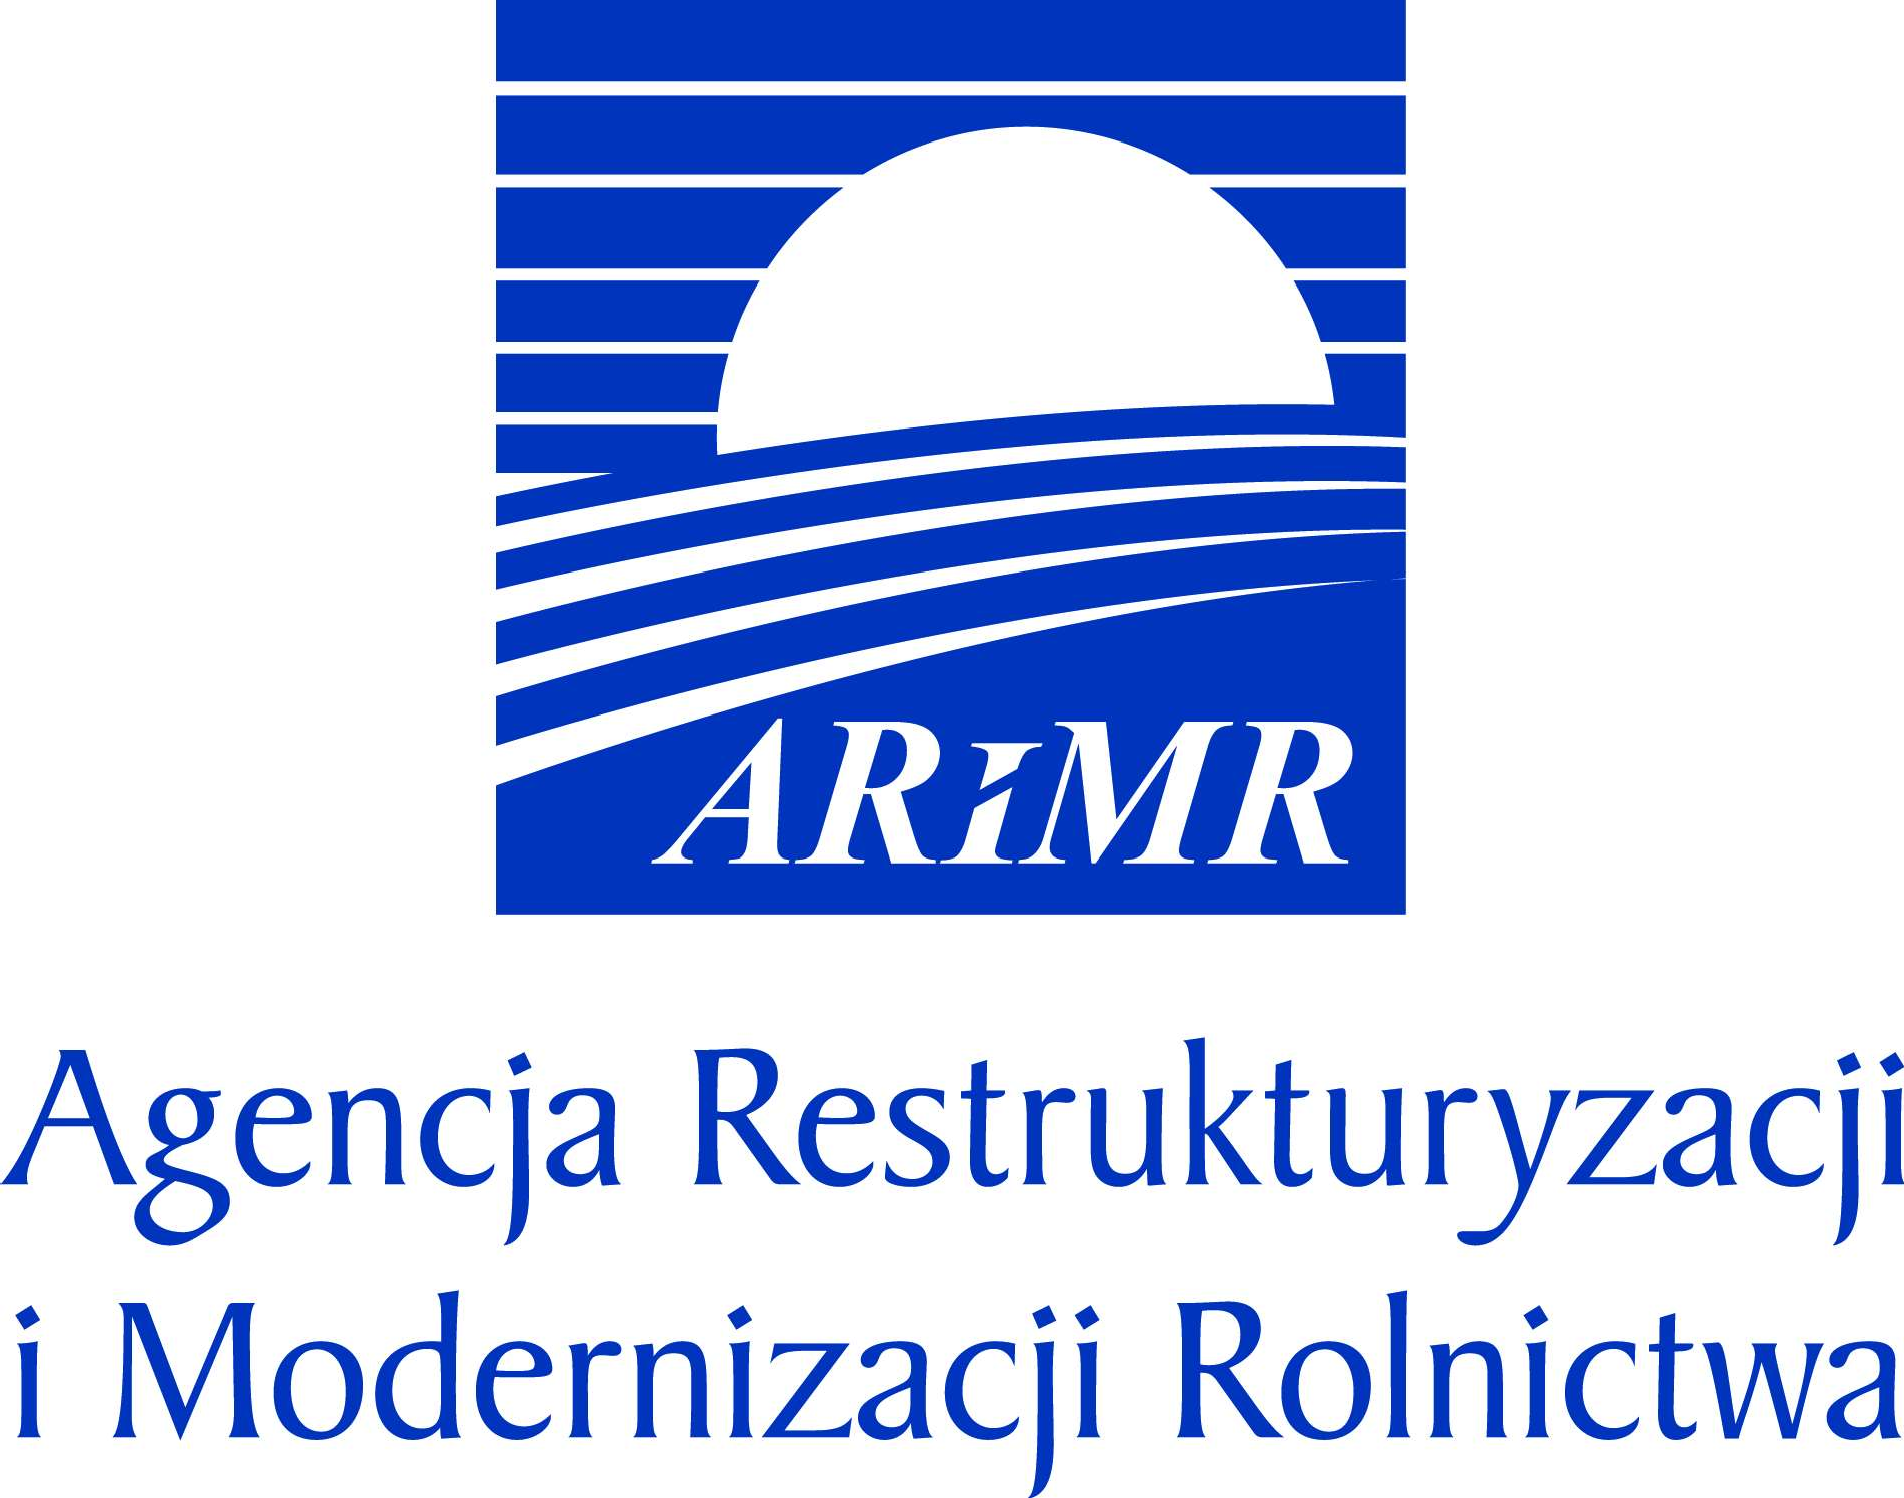 ARiMR
Agencja Restrukturyzacji
i Modernizacji Rolnictwa